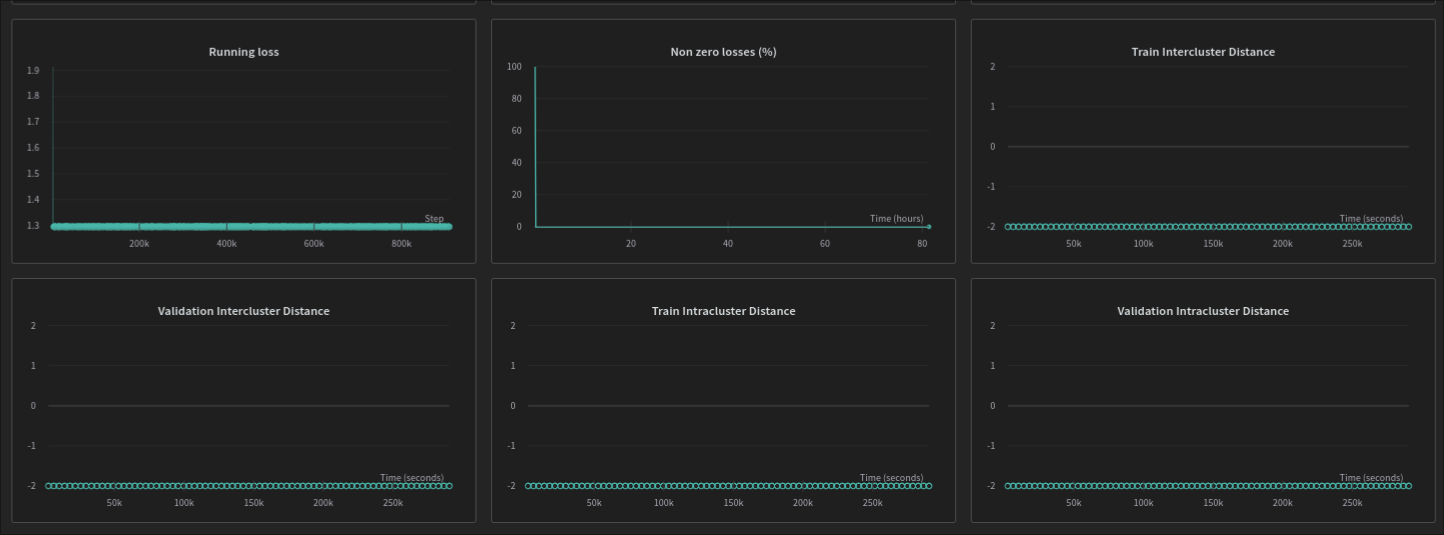 Running loss
1.9
1.8
1.7
1.6
1.5
1.4
1.3
Step
200k 400k 600k 800k
Non zero losses (%)
100
80
60
40
20
0
Time (hours)
20 40 60 80
Train Intercluster Distance
2
1
0
-1
-2
Time (seconds)
50k 100k 150k 200k 250k
Validation Intercluster Distance
2
1
0
-1
-2
Time (seconds)
50k 100k 150k 200k 250k
Train Intracluster Distance
2
1
0
-1
-2
Time (seconds)
50k 100k 150k 200k 250k
Validation Intracluster Distance
2
1
0
-1
-2
Time (seconds)
50k 100k 150k 200k 250k